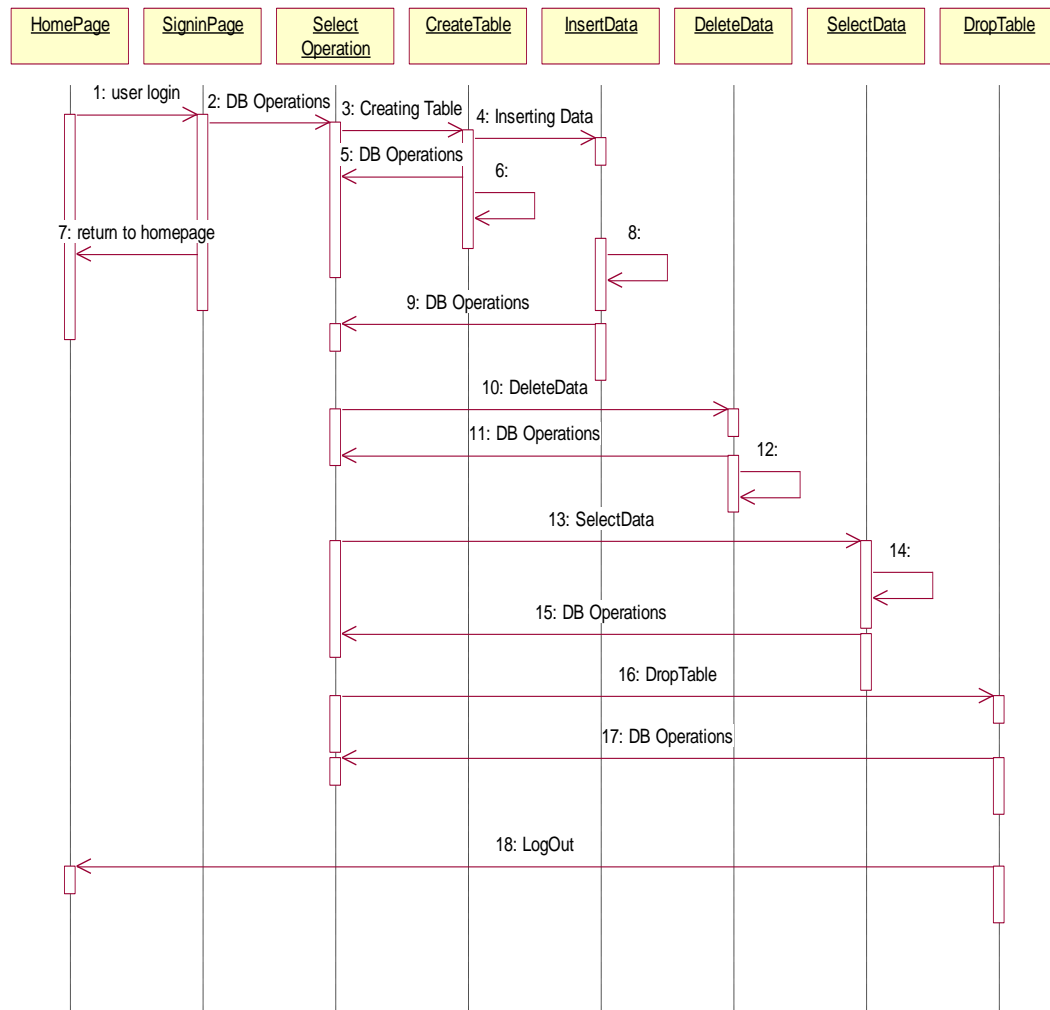 HomePage
SigninPage
Select
Operation
CreateTable
InsertData
DeleteData
SelectData
DropTable
1: user login
2: DB Operations
3: Creating Table
4: Inserting Data
5: DB Operations
6:
7: return to homepage
8:
9: DB Operations
10: DeleteData
11: DB Operations
12:
13: SelectData
14:
15: DB Operations
16: DropTable
17: DB Operations
18: LogOut